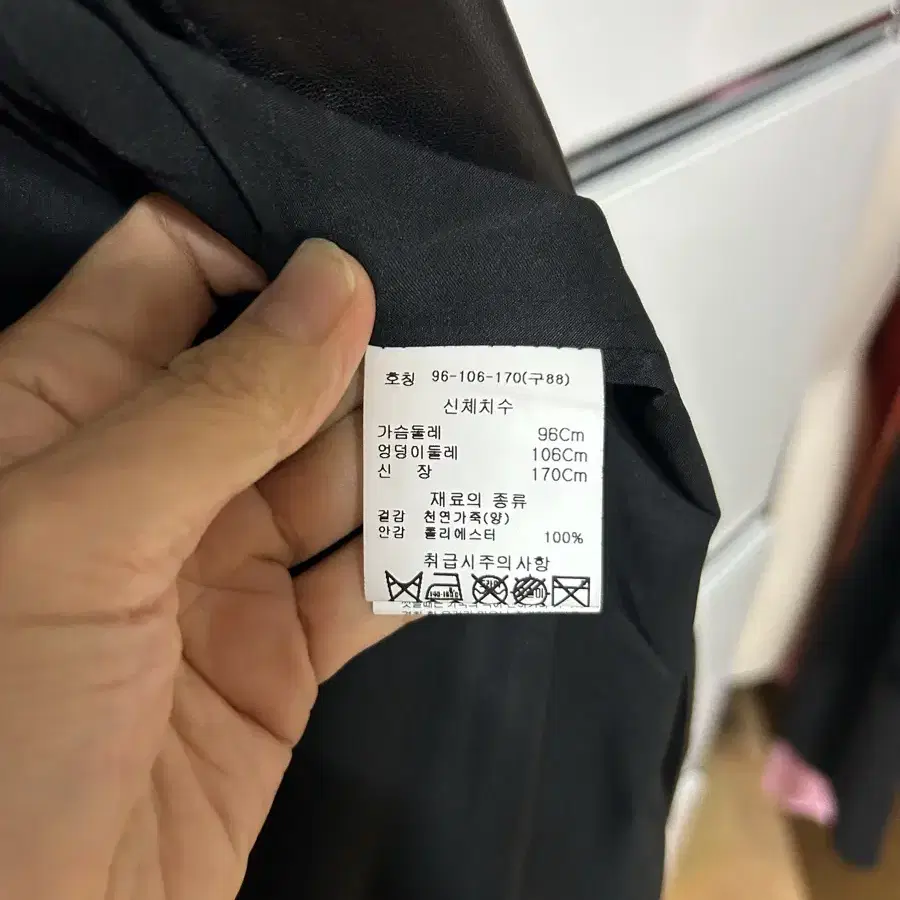 호칭 96-106-170(구88)
신체치수
가슴둘레 96Cm
엉덩이둘레 106Cm
신 장 170Cm
재료의 종류
겉감 천연가죽(양)
안감 폴리에스터 100%
취급시주의사항